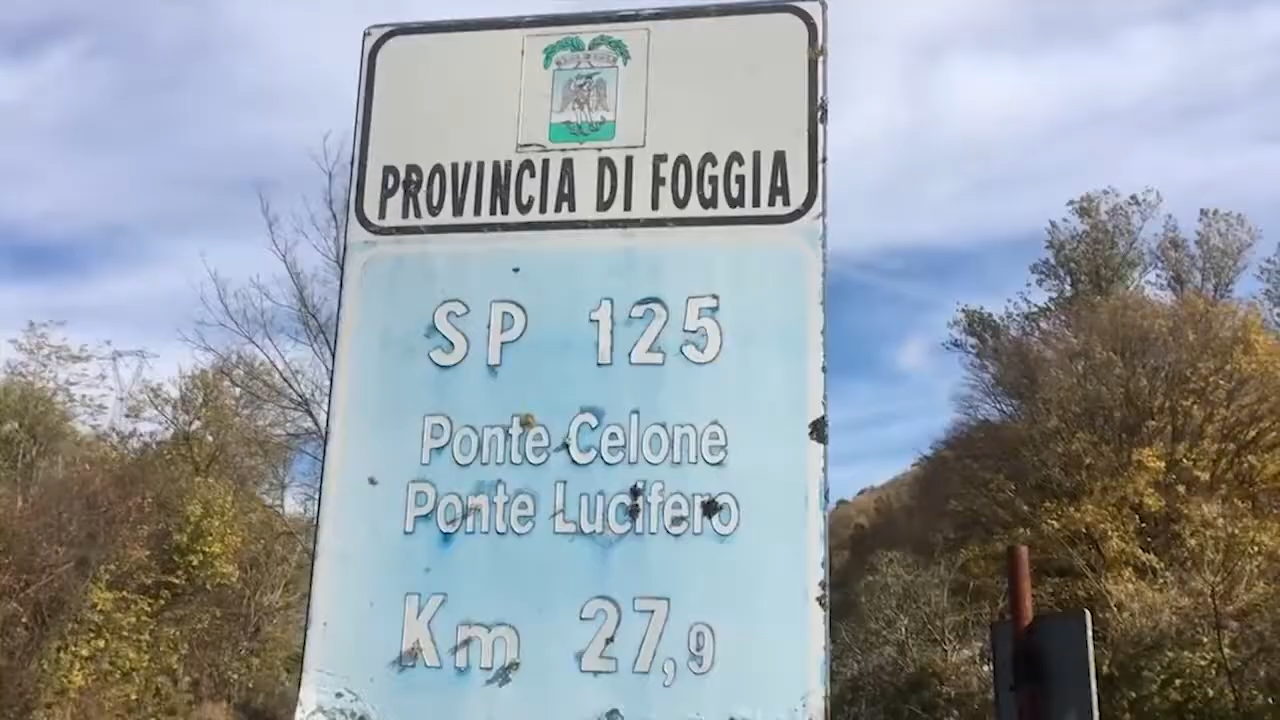 PROVINCIA DI FOGGIA
SP 125
Ponte Celone
Ponte Lucifero
Km 27,9